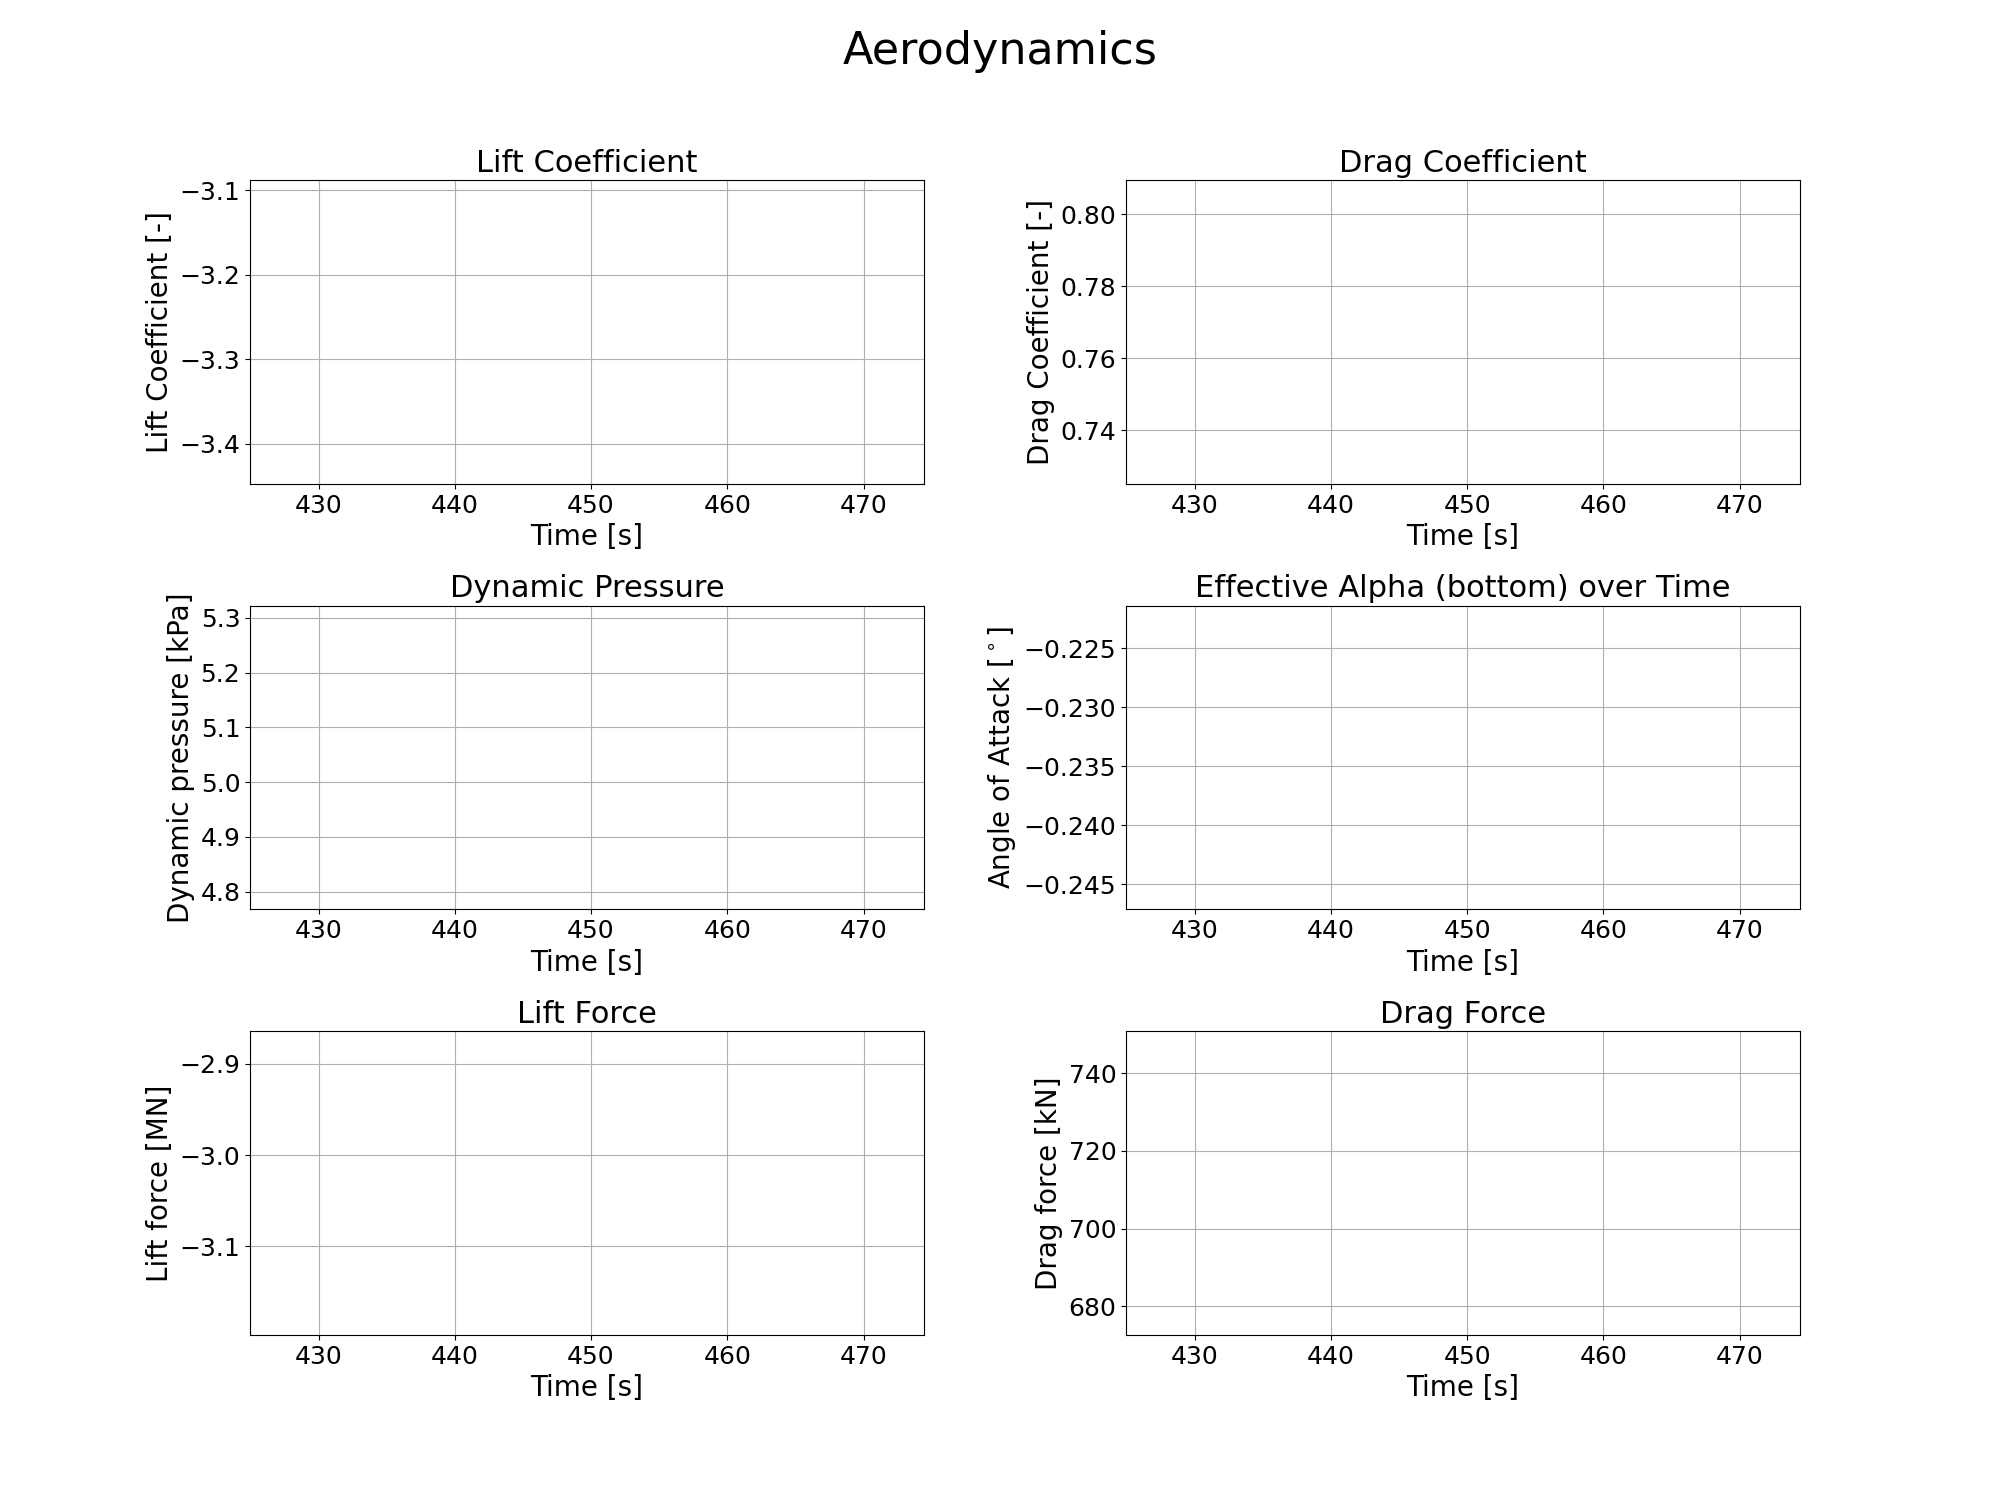 Aerodynamics
Lift Coefficient
Lift Coefficient [-]
−3.1
−3.2
−3.3
−3.4
430 440 450 460 470
Time [s]
Drag Coefficient
Drag Coefficient [-]
0.80
0.78
0.76
0.74
430 440 450 460 470
Time [s]
Dynamic Pressure
Dynamic pressure [kPa]
5.3
5.2
5.1
5.0
4.9
4.8
430 440 450 460 470
Time [s]
Effective Alpha (bottom) over Time
Angle of Attack [°]
−0.225
−0.230
−0.235
−0.240
−0.245
430 440 450 460 470
Time [s]
Lift Force
Lift force [MN]
−2.9
−3.0
−3.1
430 440 450 460 470
Time [s]
Drag Force
Drag force [kN]
740
720
700
680
430 440 450 460 470
Time [s]